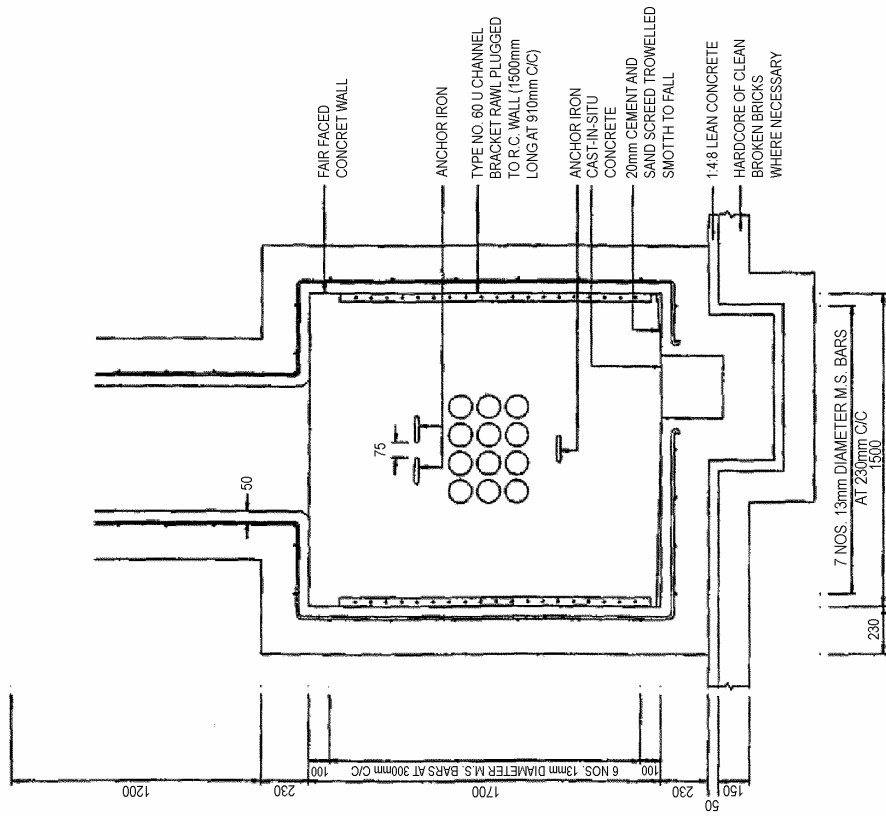 FAIR FACED
CONCRET WALL
ANCHOR IRON
TYPE NO. 60 U CHANNEL
BRACKET RAWL PLUGGED
TO R.C. WALL (1500mm
LONG AT 910mm C/C)
ANCHOR IRON
CAST-IN-SITU
CONCRETE
20mm CEMENT AND
SAND SCREED TROWELLED
SMOTTH TO FALL
1:4:8 LEAN CONCRETE
HARDCORE OF CLEAN
BROKEN BRICKS
WHERE NECESSARY
75
50
7 NOS. 13mm DIAMETER M.S. BARS
AT 230mm C/C
1500
230
1200
230
100
6 NOS. 13mm DIAMETER M.S. BARS AT 300mm C/C
100
1700
230
50
150